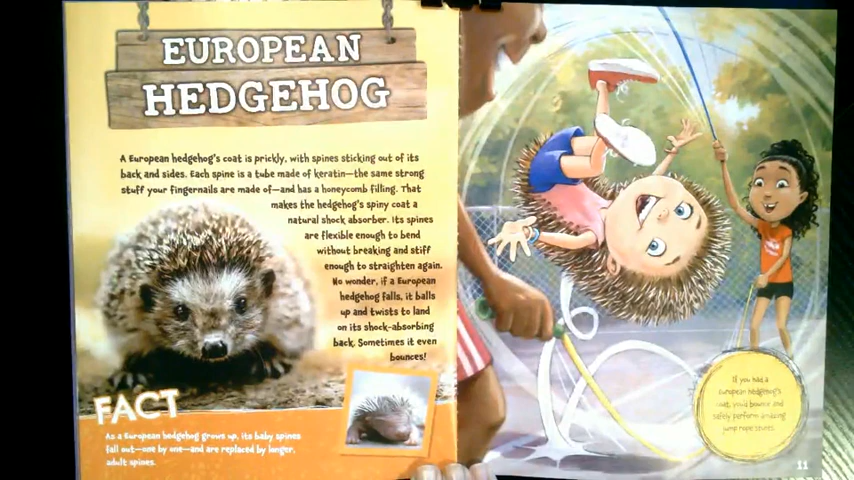 EUROPEAN
HEDGEHOG
A European hedgehog's coat is prickly, with spines sticking out of its
back and sides. Each spine is a tube made of keratin—the same strong
stuff your fingernails are made of—and has a honeycomb filling. That
makes the hedgehog's spiny coat a
natural shock absorber. Its spines
are flexible enough to bend
without breaking and stiff
enough to straighten again.
No wonder, if a European
hedgehog falls, it balls
up and twists to land
on its shock-absorbing
back. Sometimes it even
bounces!
FACT
As a European hedgehog grows up, its baby spines
fall out—one by one—and are replaced by longer,
adult spines.
If you had a
European hedgehog's
coat, you'd bounce and
safely perform amazing
jump rope stunts.
11